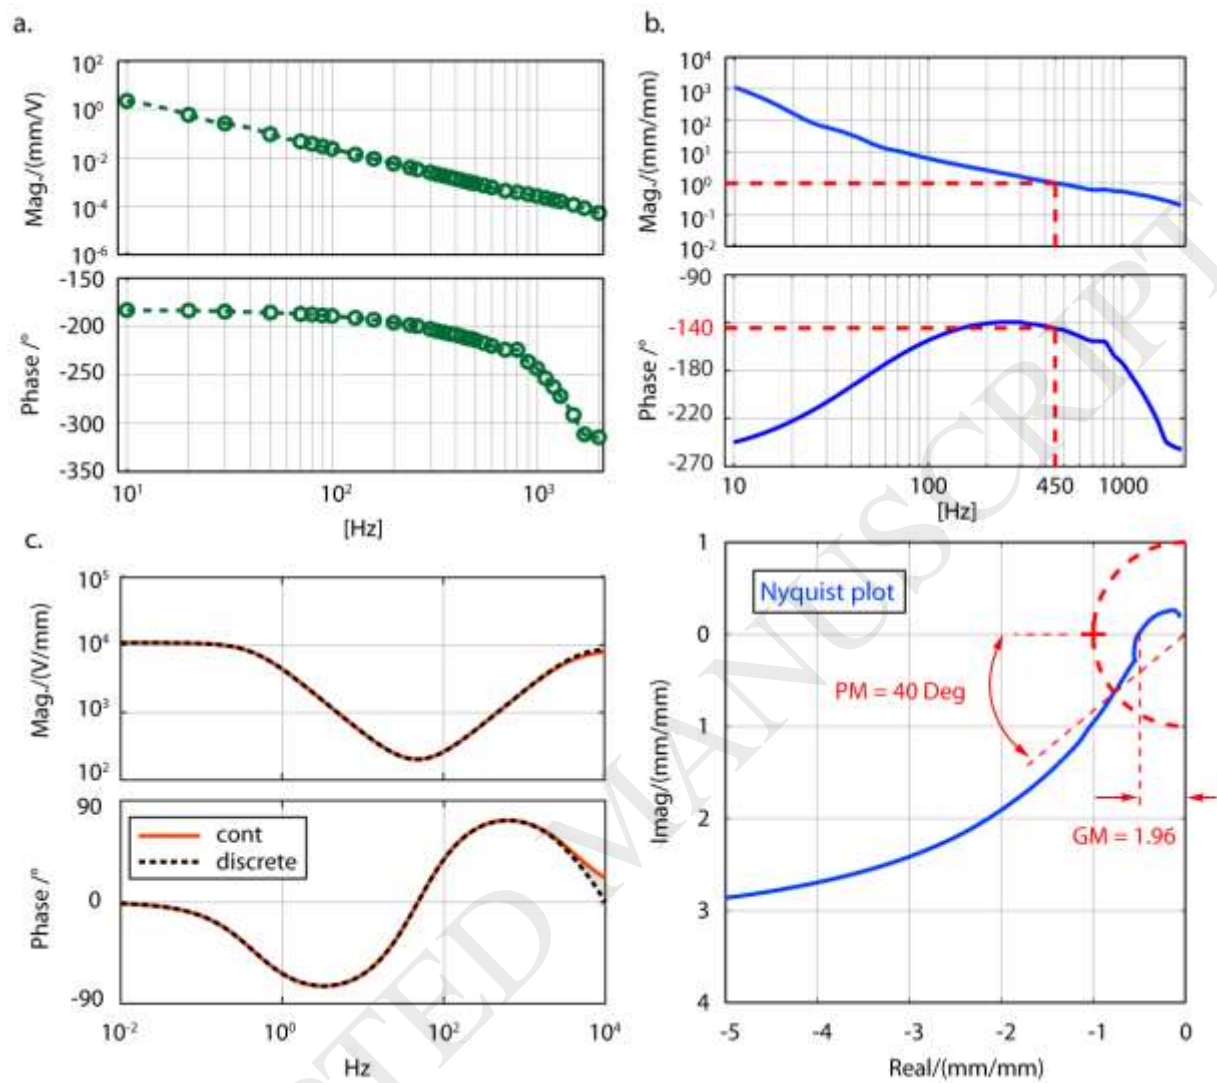 a.
10^2
10^0
10^-2
10^-4
10^-6
Mag./(mm/V)
-150
-200
-250
-300
-350
Phase /°
10^1
10^2
10^3
[Hz]
b.
10^4
10^3
10^2
10^1
10^0
10^-1
10^-2
Mag./(mm/mm)
-90
-140
-180
-220
-270
Phase /°
10
100
450
1000
[Hz]
c.
10^5
10^4
10^3
10^2
Mag./(V/mm)
90
0
-90
Phase /°
cont
discrete
10^-2
10^0
10^2
10^4
Hz
1
0
1
2
3
4
Imag/(mm/mm)
Nyquist plot
PM = 40 Deg
GM = 1.96
-5
-4
-3
-2
-1
0
Real/(mm/mm)
TED MANUSCRIPT